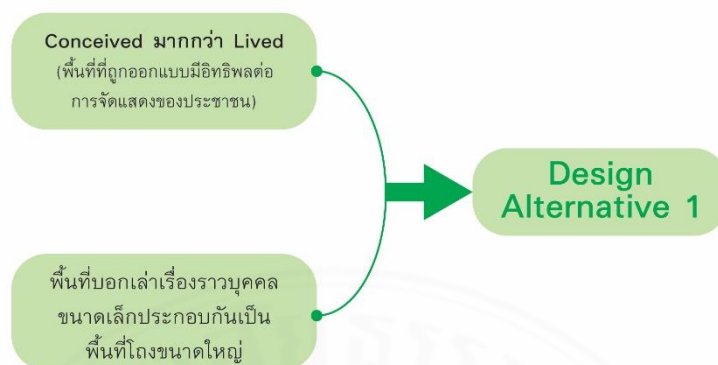 Conceived มากกว่า Lived
(พื้นที่ที่ถูกออกแบบมีอิทธิพลต่อ
การจัดแสดงของประชาชน)
Design
Alternative 1
พื้นที่บอกเล่าเรื่องราวบุคคล
ขนาดเล็กประกอบกันเป็น
พื้นที่โถงขนาดใหญ่